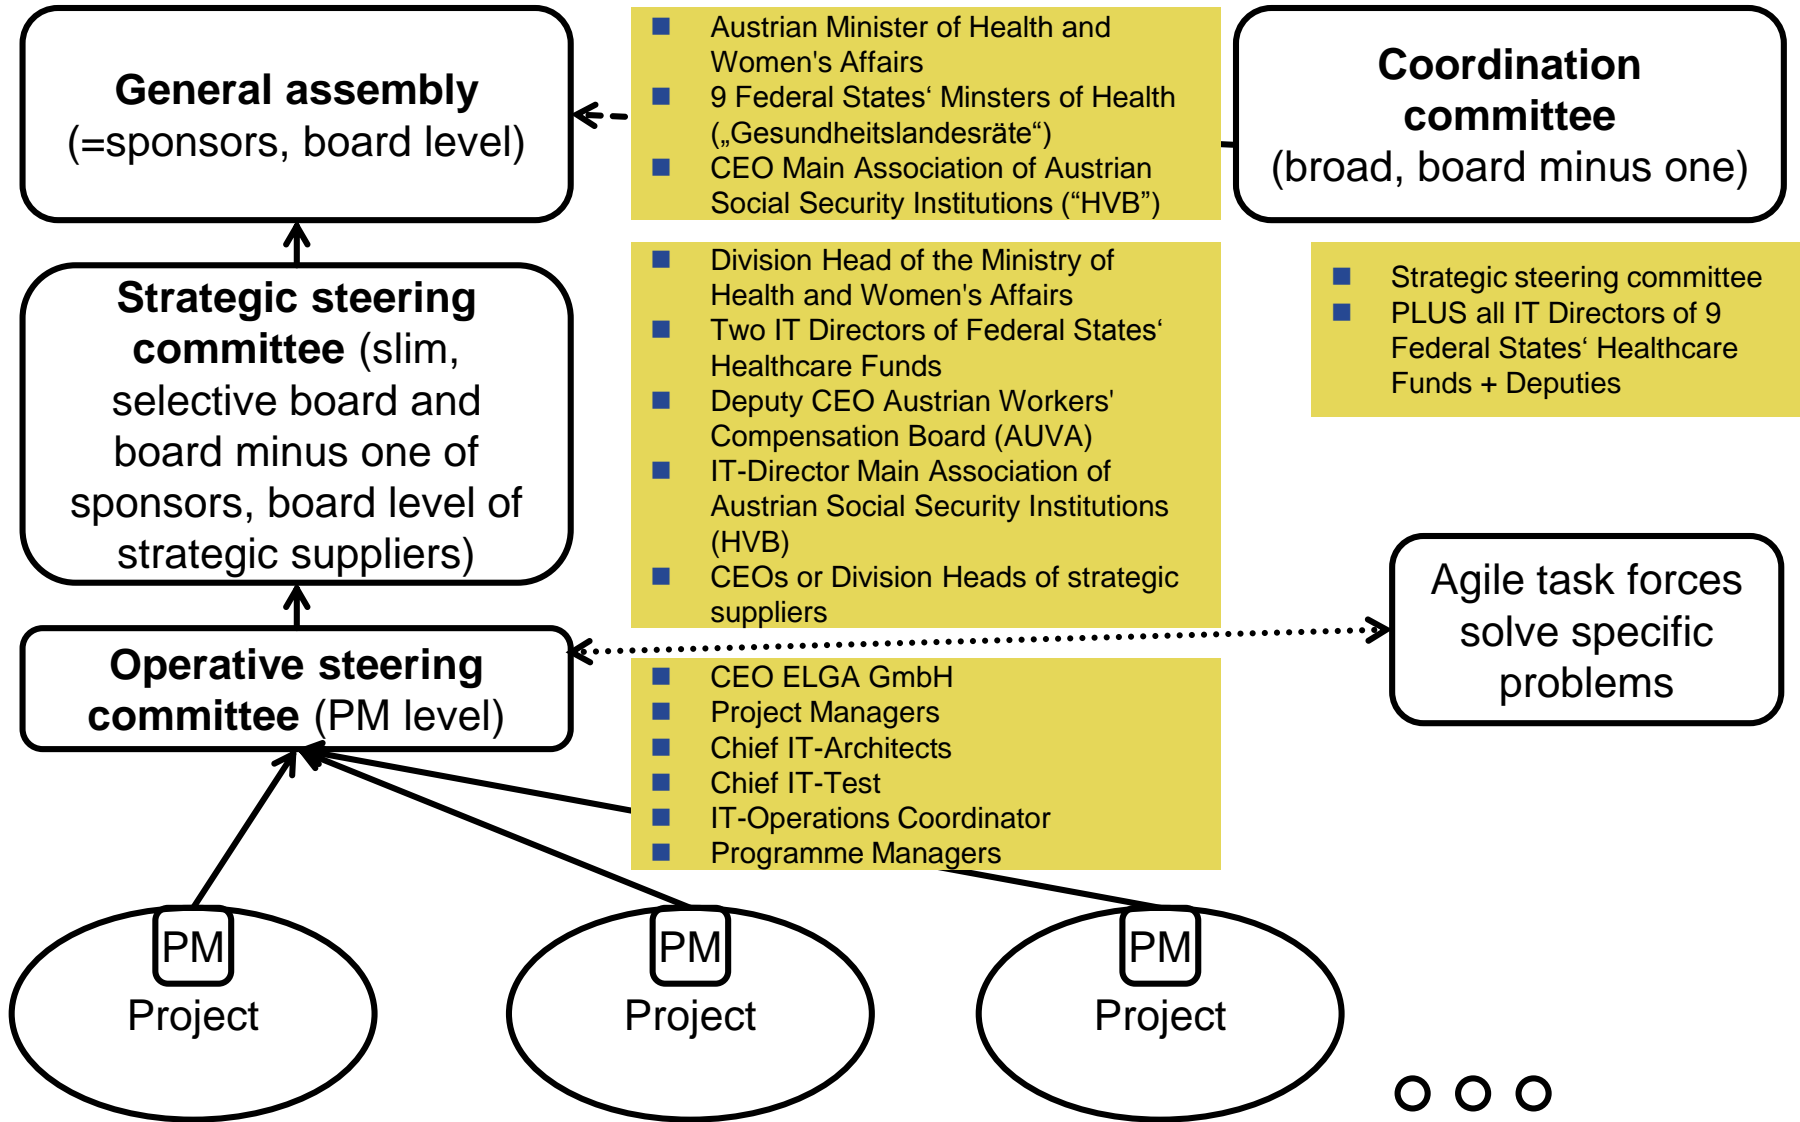 General assembly
(=sponsors, board level)
Austrian Minister of Health and
Women's Affairs
9 Federal States‘ Minsters of Health
(„Gesundheitslandesräte“)
CEO Main Association of Austrian
Social Security Institutions (“HVB”)
Coordination
committee
(broad, board minus one)
Strategic steering
committee (slim,
selective board and
board minus one of
sponsors, board level of
strategic suppliers)
Division Head of the Ministry of
Health and Women's Affairs
Two IT Directors of Federal States‘
Healthcare Funds
Deputy CEO Austrian Workers'
Compensation Board (AUVA)
IT-Director Main Association of
Austrian Social Security Institutions
(HVB)
CEOs or Division Heads of strategic
suppliers
Strategic steering committee
PLUS all IT Directors of 9
Federal States‘ Healthcare
Funds + Deputies
Operative steering
committee (PM level)
CEO ELGA GmbH
Project Managers
Chief IT-Architects
Chief IT-Test
IT-Operations Coordinator
Programme Managers
Agile task forces
solve specific
problems
PM
Project
PM
Project
PM
Project